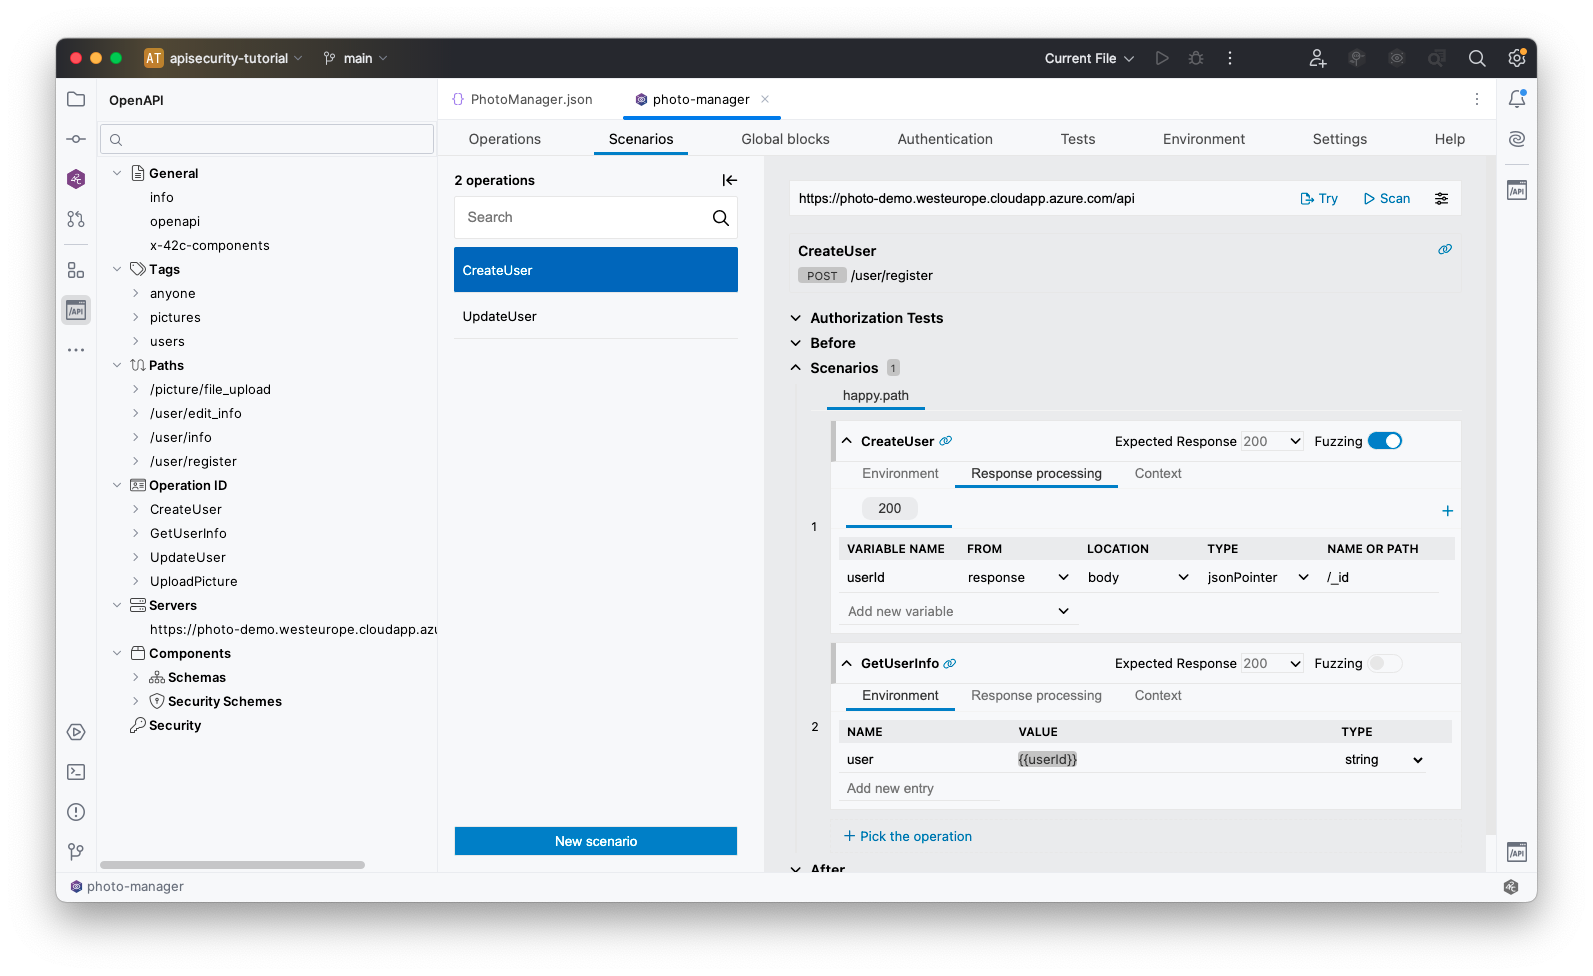 AT apisecurity-tutorial main Current File
OpenAPI
PhotoManager.json photo-manager
Operations Scenarios Global blocks Authentication Tests Environment Settings Help
General
info
openapi
x-42c-components
Tags
anyone
pictures
users
Paths
/picture/file_upload
/user/edit_info
/user/info
/user/register
Operation ID
CreateUser
GetUserInfo
UpdateUser
UploadPicture
Servers
https://photo-demo.westeurope.cloudapp.azu
Components
Schemas
Security Schemes
Security
2 operations
Search
CreateUser
UpdateUser
New scenario
https://photo-demo.westeurope.cloudapp.azure.com/api Try Scan
CreateUser
POST /user/register
Authorization Tests
Before
Scenarios 1
happy.path
1
CreateUser Expected Response 200 Fuzzing
Environment Response processing Context
200
VARIABLE NAME FROM LOCATION TYPE NAME OR PATH
userId response body jsonPointer /_id
Add new variable
2
GetUserInfo Expected Response 200 Fuzzing
Environment Response processing Context
NAME VALUE TYPE
user {{userId}} string
Add new entry
Pick the operation
After
/API
/API
/API
photo-manager